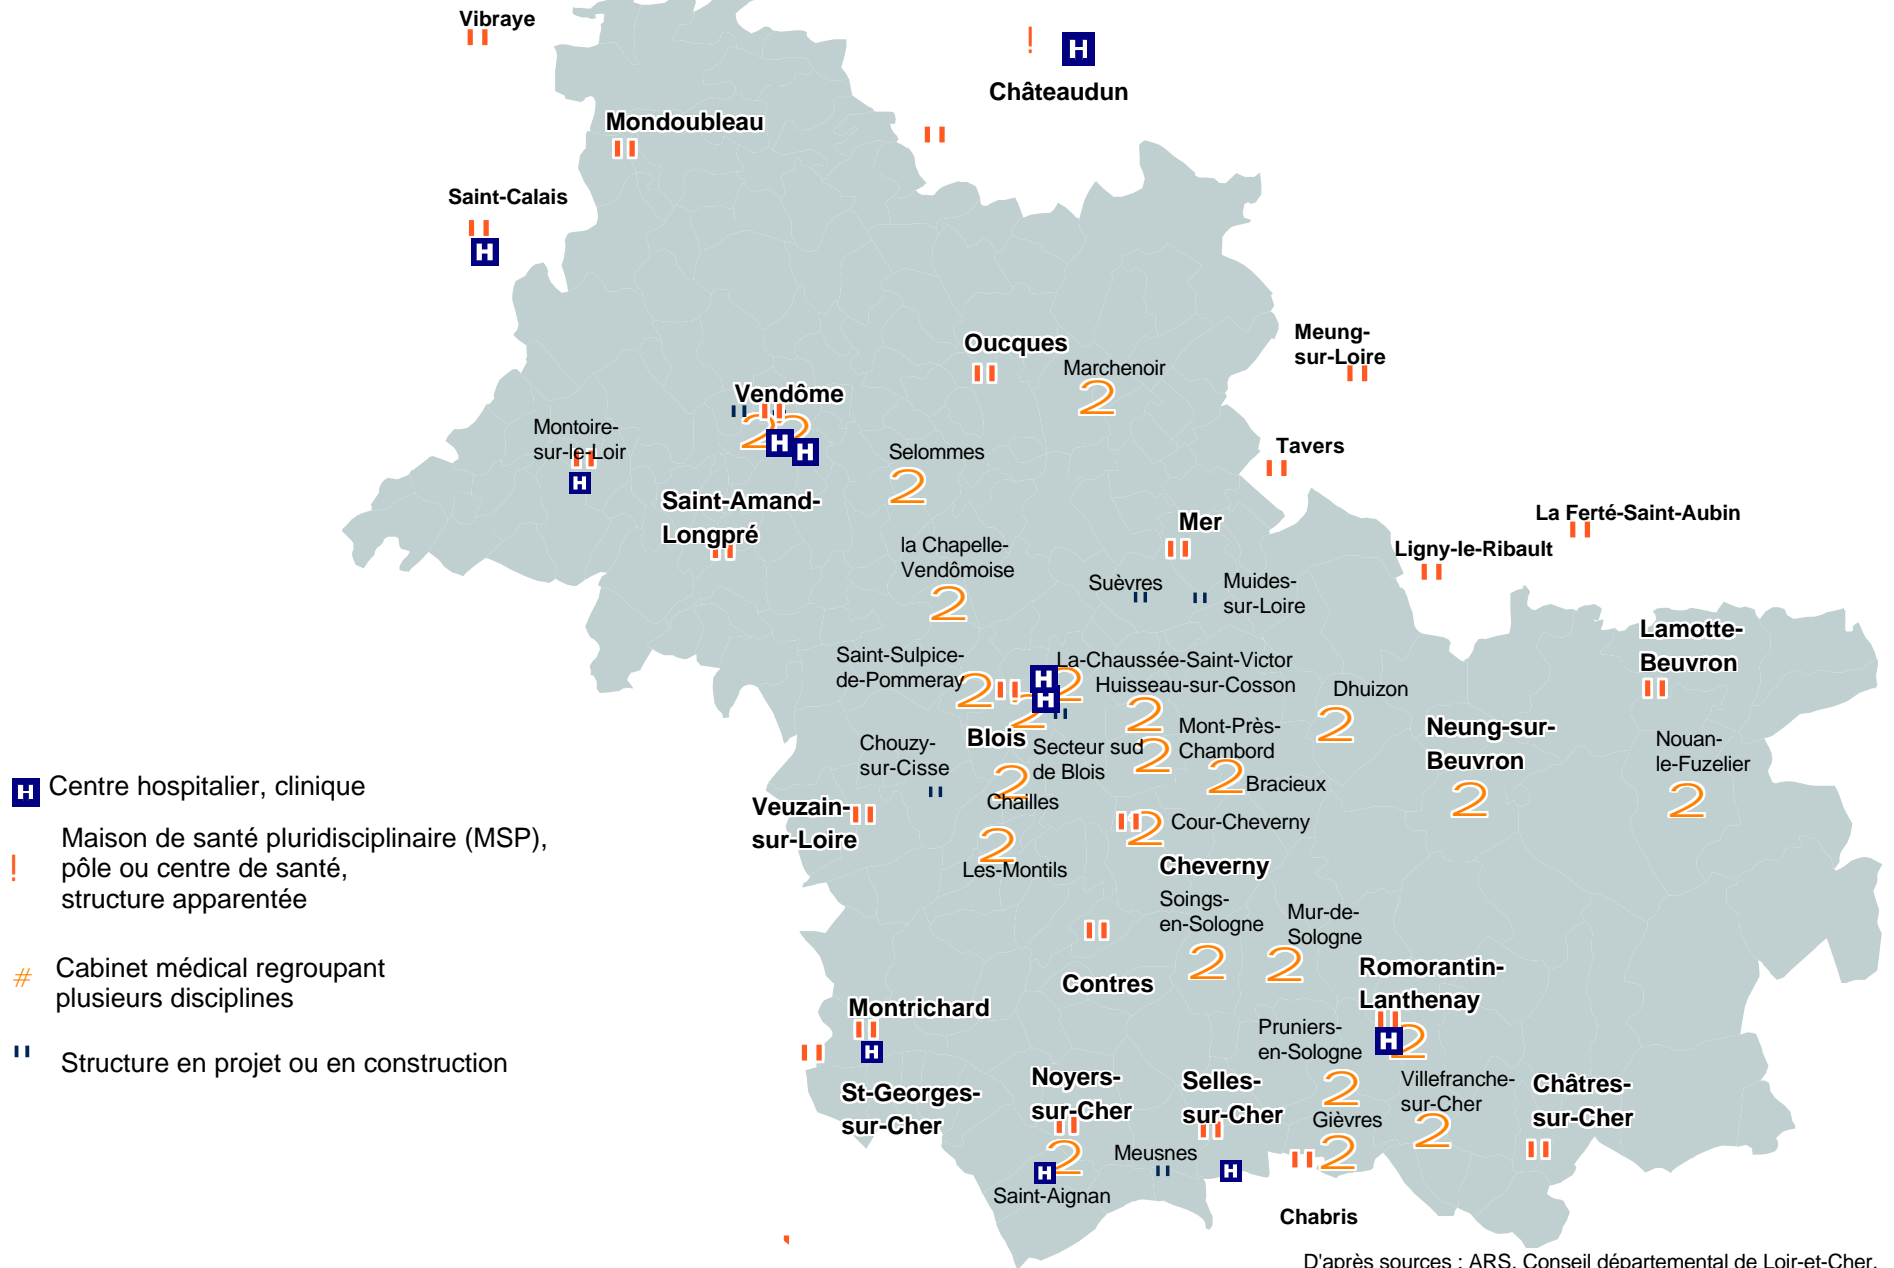 Vibraye
Châteaudun
Mondoubleau
Saint-Calais
Oucques
Marchenoir
Meung-
sur-Loire
Vendôme
Montoire-
sur-le-Loir
Selommes
Tavers
Saint-Amand-
Longpré
Mer
La Ferté-Saint-Aubin
Ligny-le-Ribault
la Chapelle-
Vendômoise
Suèvres
Muides-
sur-Loire
Lamotte-
Beuvron
Saint-Sulpice-
de-Pommeray
La-Chaussée-Saint-Victor
Huisseau-sur-Cosson
Dhuizon
Blois
Secteur sud
de Blois
Mont-Près-
Chambord
Neung-sur-
Beuvron
Nouan-
le-Fuzelier
Chouzy-
sur-Cisse
Bracieux
Chailles
Veuzain-
sur-Loire
Cour-Cheverny
Les-Montils
Cheverny
Soings-
en-Sologne
Mur-de-
Sologne
Contres
Romorantin-
Lanthenay
Montrichard
Pruniers-
en-Sologne
St-Georges-
sur-Cher
Noyers-
sur-Cher
Selles-
sur-Cher
Villefranche-
sur-Cher
Châtres-
sur-Cher
Gièvres
Meusnes
Saint-Aignan
Chabris
H Centre hospitalier, clinique
! Maison de santé pluridisciplinaire (MSP),
pôle ou centre de santé,
structure apparentée
# Cabinet médical regroupant
plusieurs disciplines
" Structure en projet ou en construction
D'après sources : ARS, Conseil départemental de Loir-et-Cher,